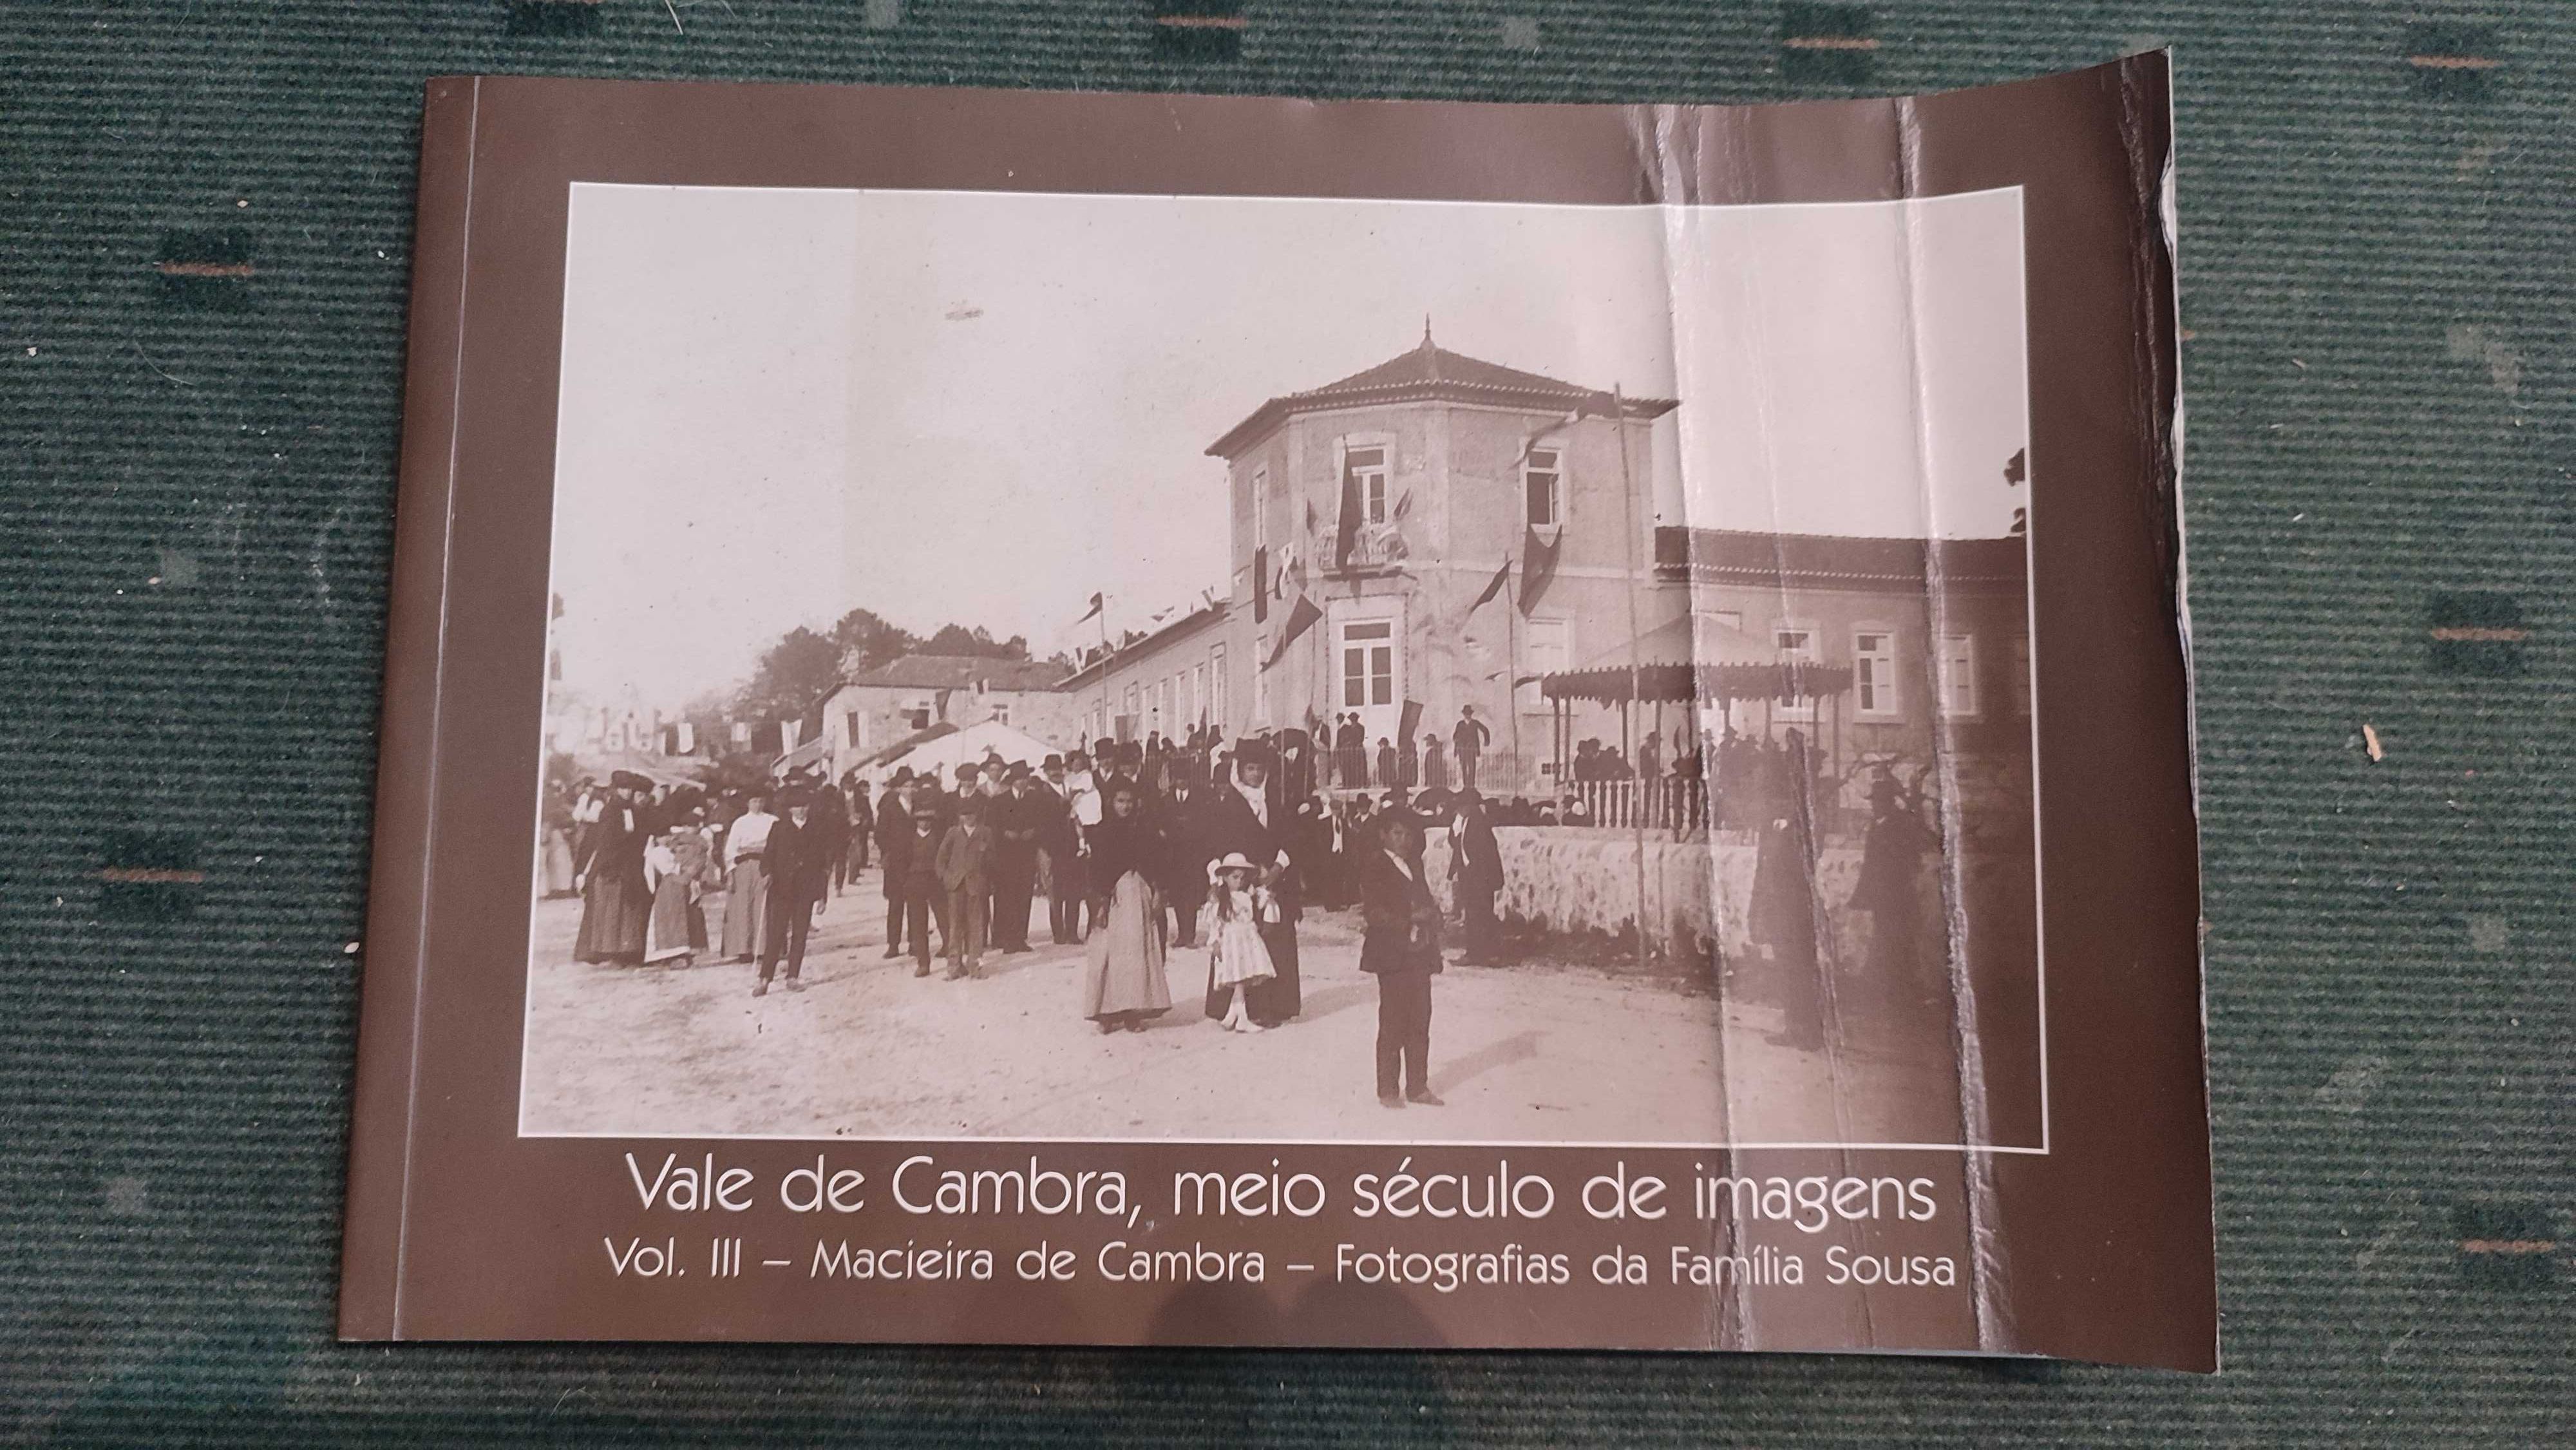 Vale de Cambra, meio século de imagens
Vol. III – Macieira de Cambra – Fotografias da Família Sousa